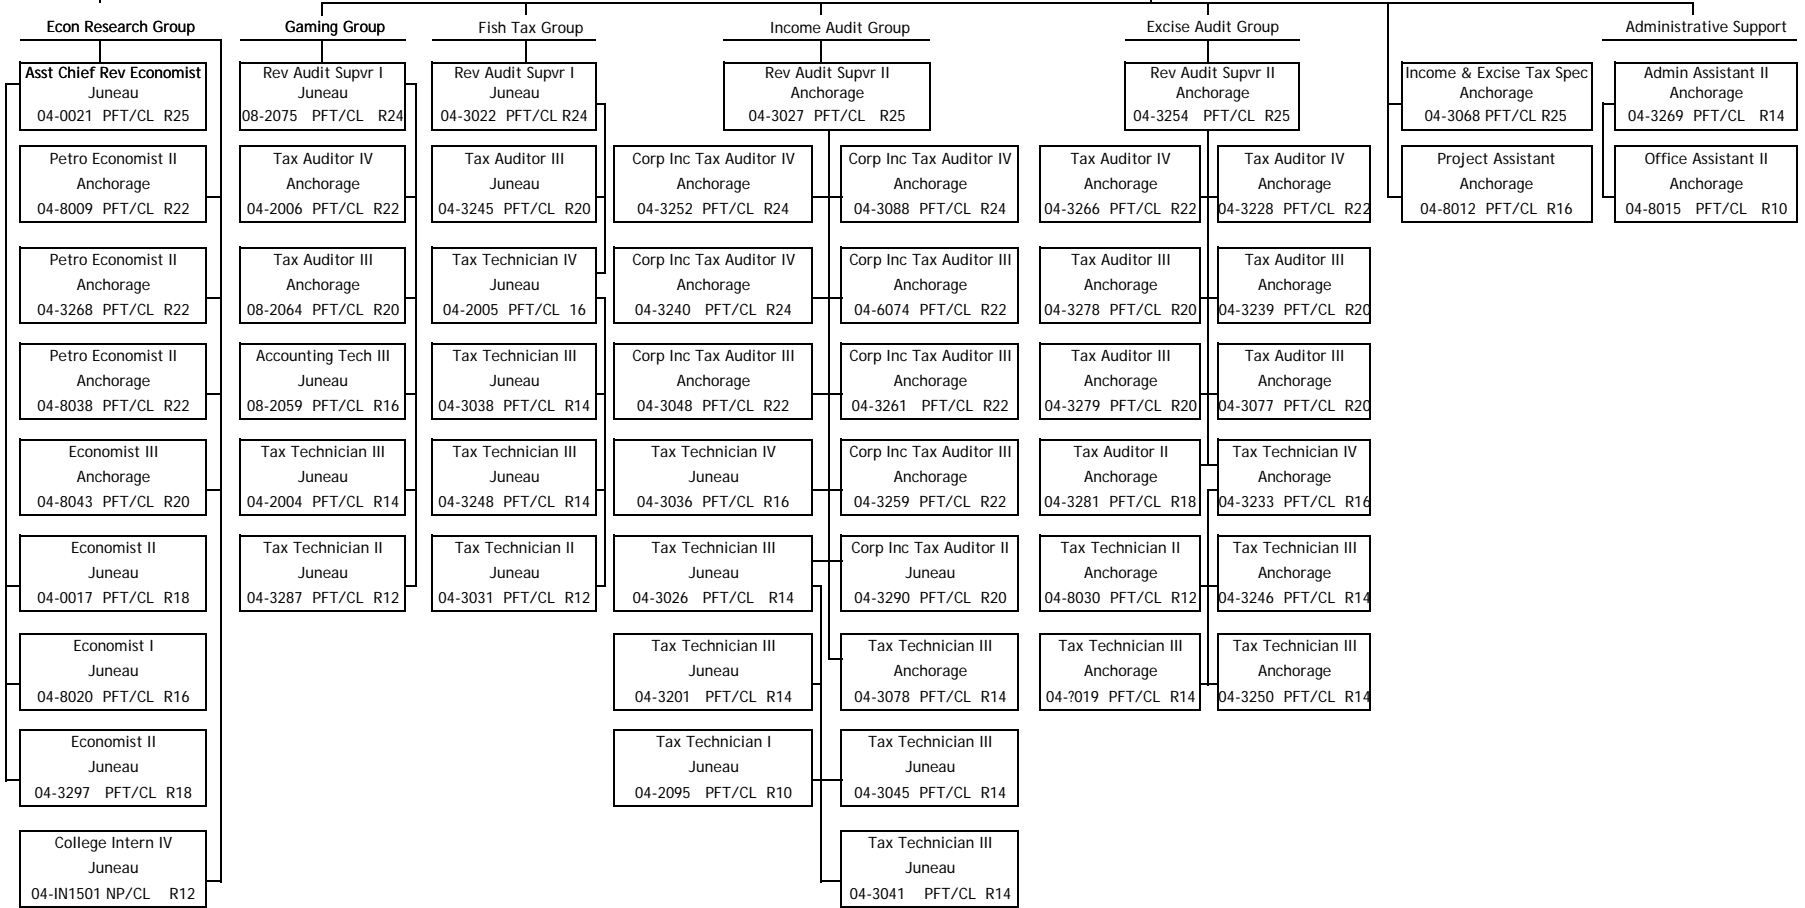 Econ Research Group
Asst Chief Rev Economist
Juneau
04-0021 PFT/CL R25
Petro Economist II
Anchorage
04-8009 PFT/CL R22
Petro Economist II
Anchorage
04-3268 PFT/CL R22
Petro Economist II
Anchorage
04-8038 PFT/CL R22
Economist III
Anchorage
04-8043 PFT/CL R20
Economist II
Juneau
04-0017 PFT/CL R18
Economist I
Juneau
04-8020 PFT/CL R16
Economist II
Juneau
04-3297 PFT/CL R18
College Intern IV
Juneau
04-IN1501 NP/CL R12
Gaming Group
Rev Audit Supvr I
Juneau
08-2075 PFT/CL R24
Tax Auditor IV
Anchorage
04-2006 PFT/CL R22
Tax Auditor III
Anchorage
08-2064 PFT/CL R20
Accounting Tech III
Juneau
08-2059 PFT/CL R16
Tax Technician III
Juneau
04-2004 PFT/CL R14
Tax Technician II
Juneau
04-3287 PFT/CL R12
Fish Tax Group
Rev Audit Supvr I
Juneau
04-3022 PFT/CL R24
Tax Auditor III
Juneau
04-3245 PFT/CL R20
Tax Technician IV
Juneau
04-2005 PFT/CL 16
Tax Technician III
Juneau
04-3038 PFT/CL R14
Tax Technician III
Juneau
04-3248 PFT/CL R14
Tax Technician II
Juneau
04-3031 PFT/CL R12
Income Audit Group
Rev Audit Supvr II
Anchorage
04-3027 PFT/CL R25
Corp Inc Tax Auditor IV
Anchorage
04-3252 PFT/CL R24
Corp Inc Tax Auditor IV
Anchorage
04-3240 PFT/CL R24
Corp Inc Tax Auditor III
Anchorage
04-3048 PFT/CL R22
Tax Technician IV
Juneau
04-3036 PFT/CL R16
Tax Technician III
Juneau
04-3026 PFT/CL R14
Tax Technician III
Juneau
04-3201 PFT/CL R14
Tax Technician I
Juneau
04-2095 PFT/CL R10
Corp Inc Tax Auditor IV
Anchorage
04-3088 PFT/CL R24
Corp Inc Tax Auditor III
Anchorage
04-6074 PFT/CL R22
Corp Inc Tax Auditor III
Anchorage
04-3261 PFT/CL R22
Corp Inc Tax Auditor III
Anchorage
04-3259 PFT/CL R22
Corp Inc Tax Auditor II
Juneau
04-3290 PFT/CL R20
Tax Technician III
Anchorage
04-3078 PFT/CL R14
Tax Technician III
Juneau
04-3045 PFT/CL R14
Tax Technician III
Juneau
04-3041 PFT/CL R14
Excise Audit Group
Rev Audit Supvr II
Anchorage
04-3254 PFT/CL R25
Tax Auditor IV
Anchorage
04-3266 PFT/CL R22
Tax Auditor III
Anchorage
04-3278 PFT/CL R20
Tax Auditor III
Anchorage
04-3279 PFT/CL R20
Tax Auditor II
Anchorage
04-3281 PFT/CL R18
Tax Technician II
Anchorage
04-8030 PFT/CL R12
Tax Technician III
Anchorage
04-?019 PFT/CL R14
Tax Auditor IV
Anchorage
04-3228 PFT/CL R22
Tax Auditor III
Anchorage
04-3239 PFT/CL R20
Tax Auditor III
Anchorage
04-3077 PFT/CL R20
Tax Technician IV
Anchorage
04-3233 PFT/CL R16
Tax Technician III
Anchorage
04-3246 PFT/CL R14
Tax Technician III
Anchorage
04-3250 PFT/CL R14
Income & Excise Tax Spec
Anchorage
04-3068 PFT/CL R25
Project Assistant
Anchorage
04-8012 PFT/CL R16
Administrative Support
Admin Assistant II
Anchorage
04-3269 PFT/CL R14
Office Assistant II
Anchorage
04-8015 PFT/CL R10